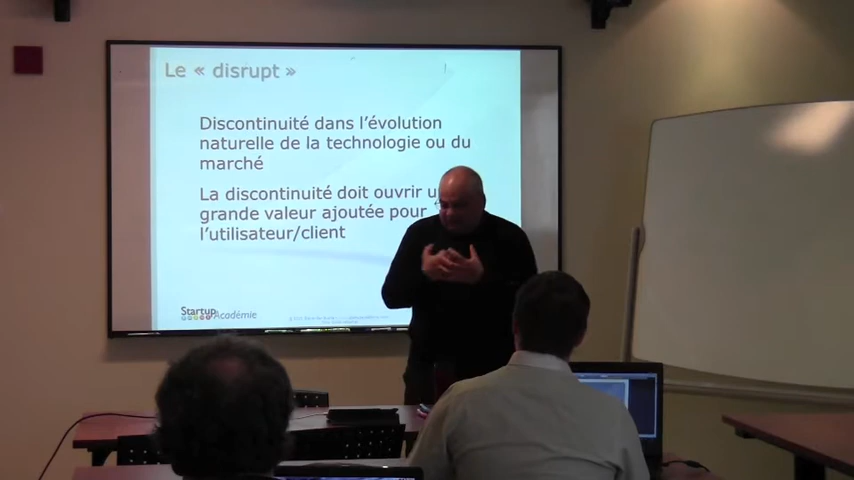 Le « disrupt »
Discontinuité dans l'évolution
naturelle de la technologie ou du
marché
La discontinuité doit ouvrir
grande valeur ajoutée pour
l'utilisateur/client
Startup
Académie